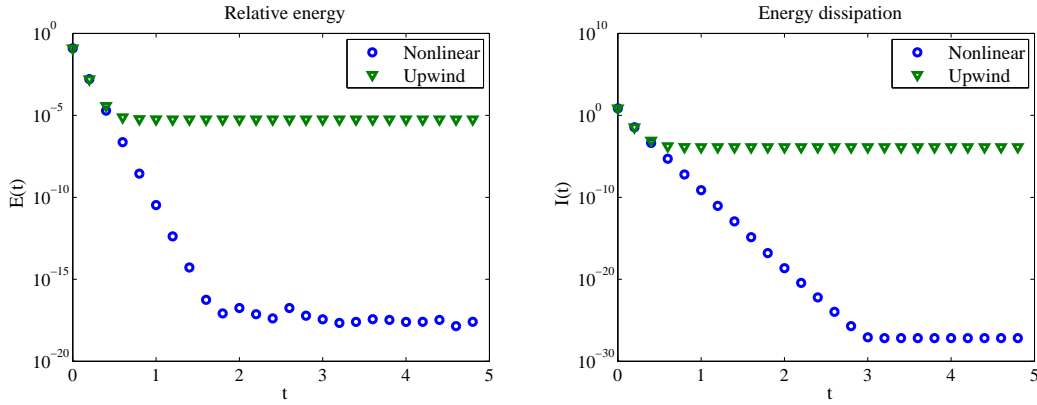 Relative energy
10^0
10^-5
10^-10
10^-15
10^-20
E(t)
0 1 2 3 4 5
t
Nonlinear
Upwind
Energy dissipation
10^10
10^0
10^-10
10^-20
10^-30
I(t)
0 1 2 3 4 5
t
Nonlinear
Upwind